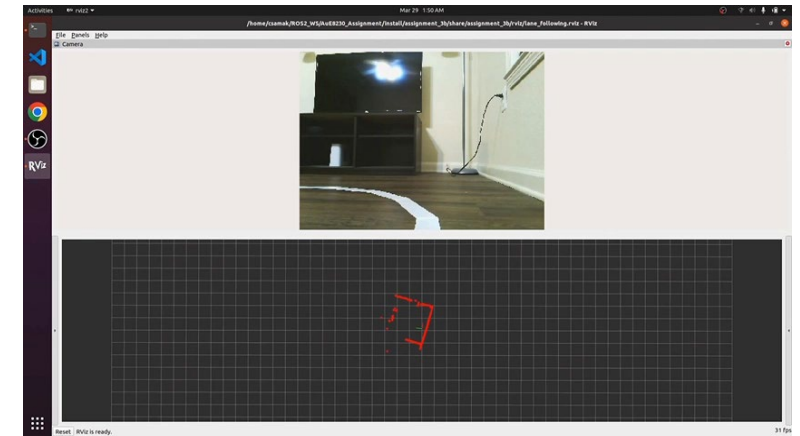 Activities
rviz2
Mar 29 1:50 AM
/home/csamak/ROS2_WS/AuE8230_Assignment/install/assignment_3b/share/assignment_3b/rviz/lane_following.rviz - RViz
File Panels Help
Camera
RViz
Reset RViz is ready.
31 fps